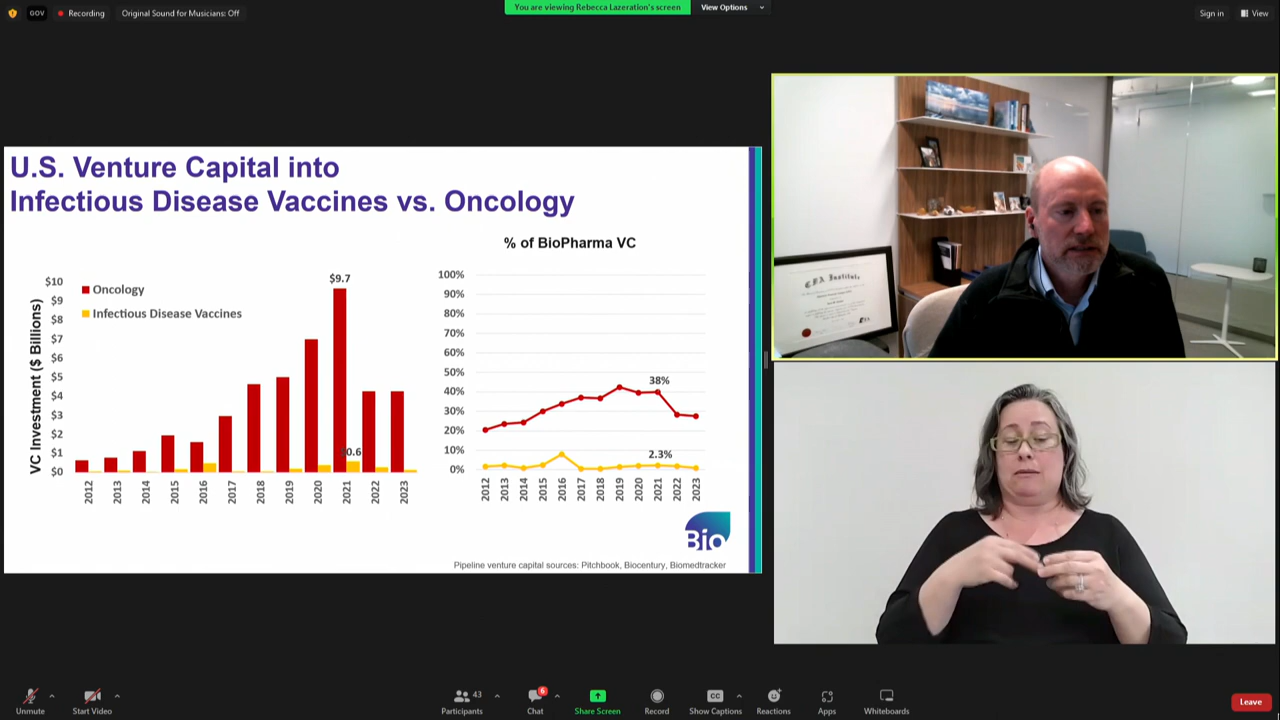 GOV
Recording
Original Sound for Musicians: Off
You are viewing Rebecca Lazeration's screen
View Options
Sign in
View
U.S. Venture Capital into
Infectious Disease Vaccines vs. Oncology
VC Investment ($ Billions)
$10
$9
$8
$7
$6
$5
$4
$3
$2
$1
$0
Oncology
Infectious Disease Vaccines
$9.7
0.6
2012
2013
2014
2015
2016
2017
2018
2019
2020
2021
2022
2023
% of BioPharma VC
100%
90%
80%
70%
60%
50%
40%
30%
20%
10%
0%
38%
2.3%
2012
2013
2014
2015
2016
2017
2018
2019
2020
2021
2022
2023
Bio
Pipeline venture capital sources: Pitchbook, Biocentury, Biomedtracker
CFA Institute
Unmute
Start Video
43
Participants
6
Chat
Share Screen
Record
CC
Show Captions
Reactions
Apps
Whiteboards
Leave